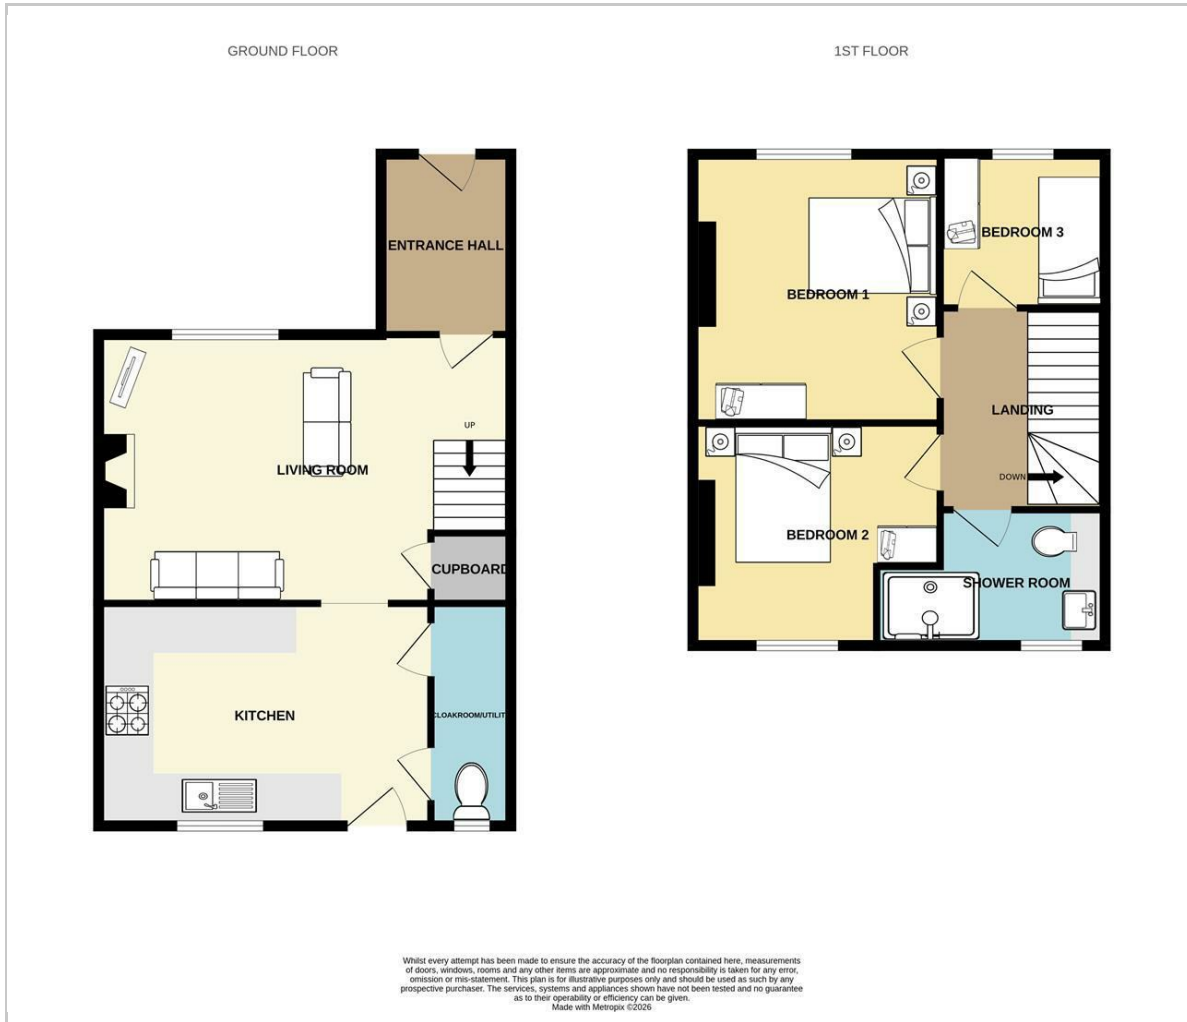 GROUND FLOOR
1ST FLOOR
ENTRANCE HALL
UP
LIVING ROOM
CUPBOARD
KITCHEN
CLOAKROOM/UTILIT
BEDROOM 3
BEDROOM 1
LANDING
DOWN
BEDROOM 2
SHOWER ROOM
Whilst every attempt has been made to ensure the accuracy of the floorplan contained here, measurements
of doors, windows, rooms and any other items are approximate and no responsibility is taken for any error,
omission or mis-statement. This plan is for illustrative purposes only and should be used as such by any
prospective purchaser. The services, systems and appliances shown have not been tested and no guarantee
as to their operability or efficiency can be given.
Made with Metropix ©2026